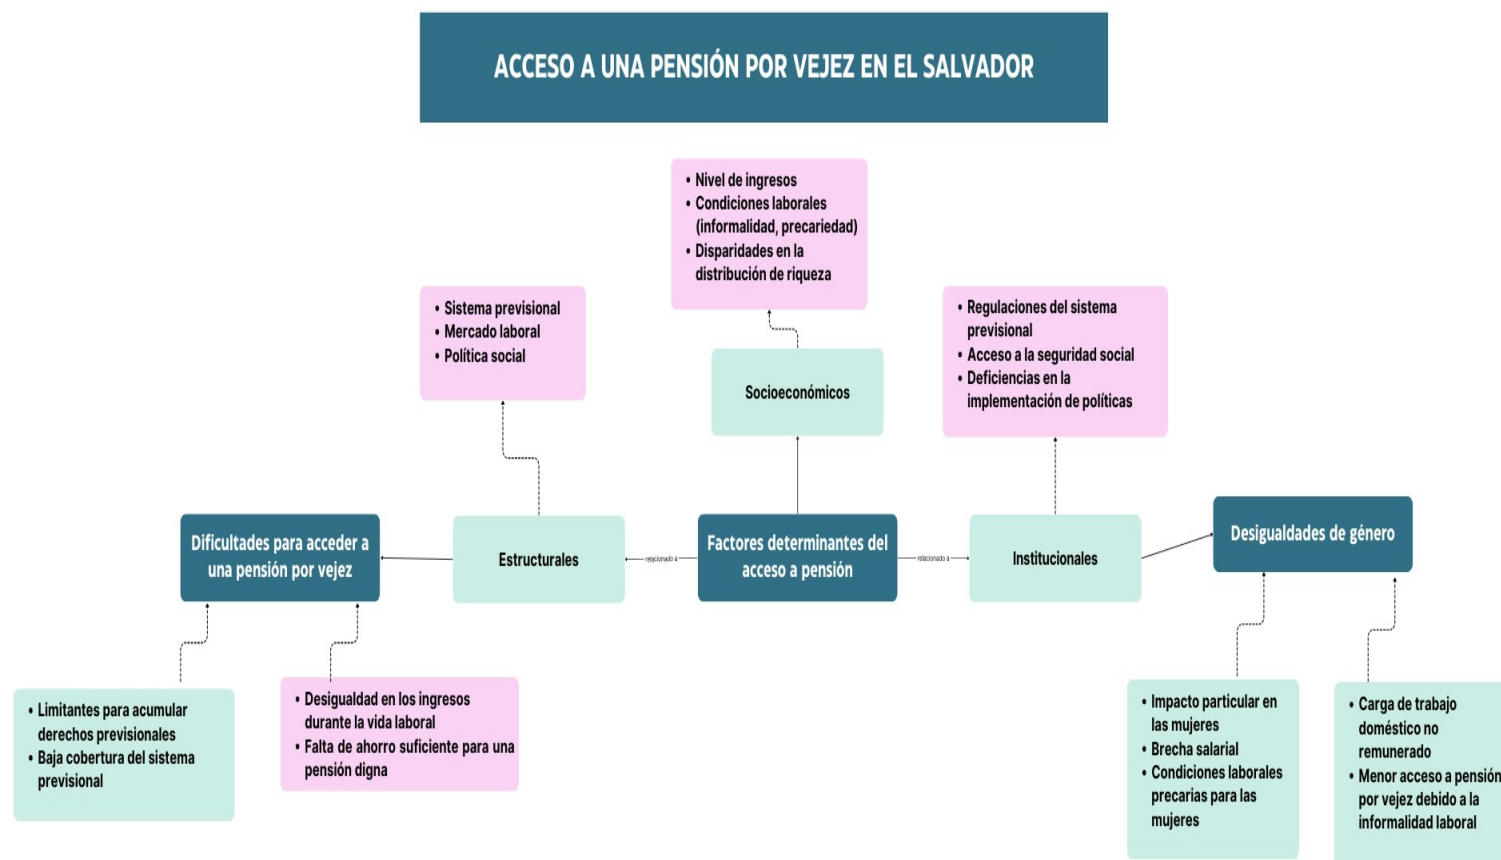 ACCESO A UNA PENSIÓN POR VEJEZ EN EL SALVADOR
• Nivel de ingresos
• Condiciones laborales
(informalidad, precariedad)
• Disparidades en la
distribución de riqueza
• Sistema previsional
• Mercado laboral
• Política social
• Regulaciones del sistema
previsional
• Acceso a la seguridad social
• Deficiencias en la
implementación de políticas
Socioeconómicos
Dificultades para acceder a
una pensión por vejez
Estructurales
relacionado a
Factores determinantes del
acceso a pensión
relacionado a
Institucionales
Desigualdades de género
• Limitantes para acumular
derechos previsionales
• Baja cobertura del sistema
previsional
• Desigualdad en los ingresos
durante la vida laboral
• Falta de ahorro suficiente para una
pensión digna
• Impacto particular en
las mujeres
• Brecha salarial
• Condiciones laborales
precarias para las
mujeres
• Carga de trabajo
doméstico no
remunerado
• Menor acceso a pensión
por vejez debido a la
informalidad laboral